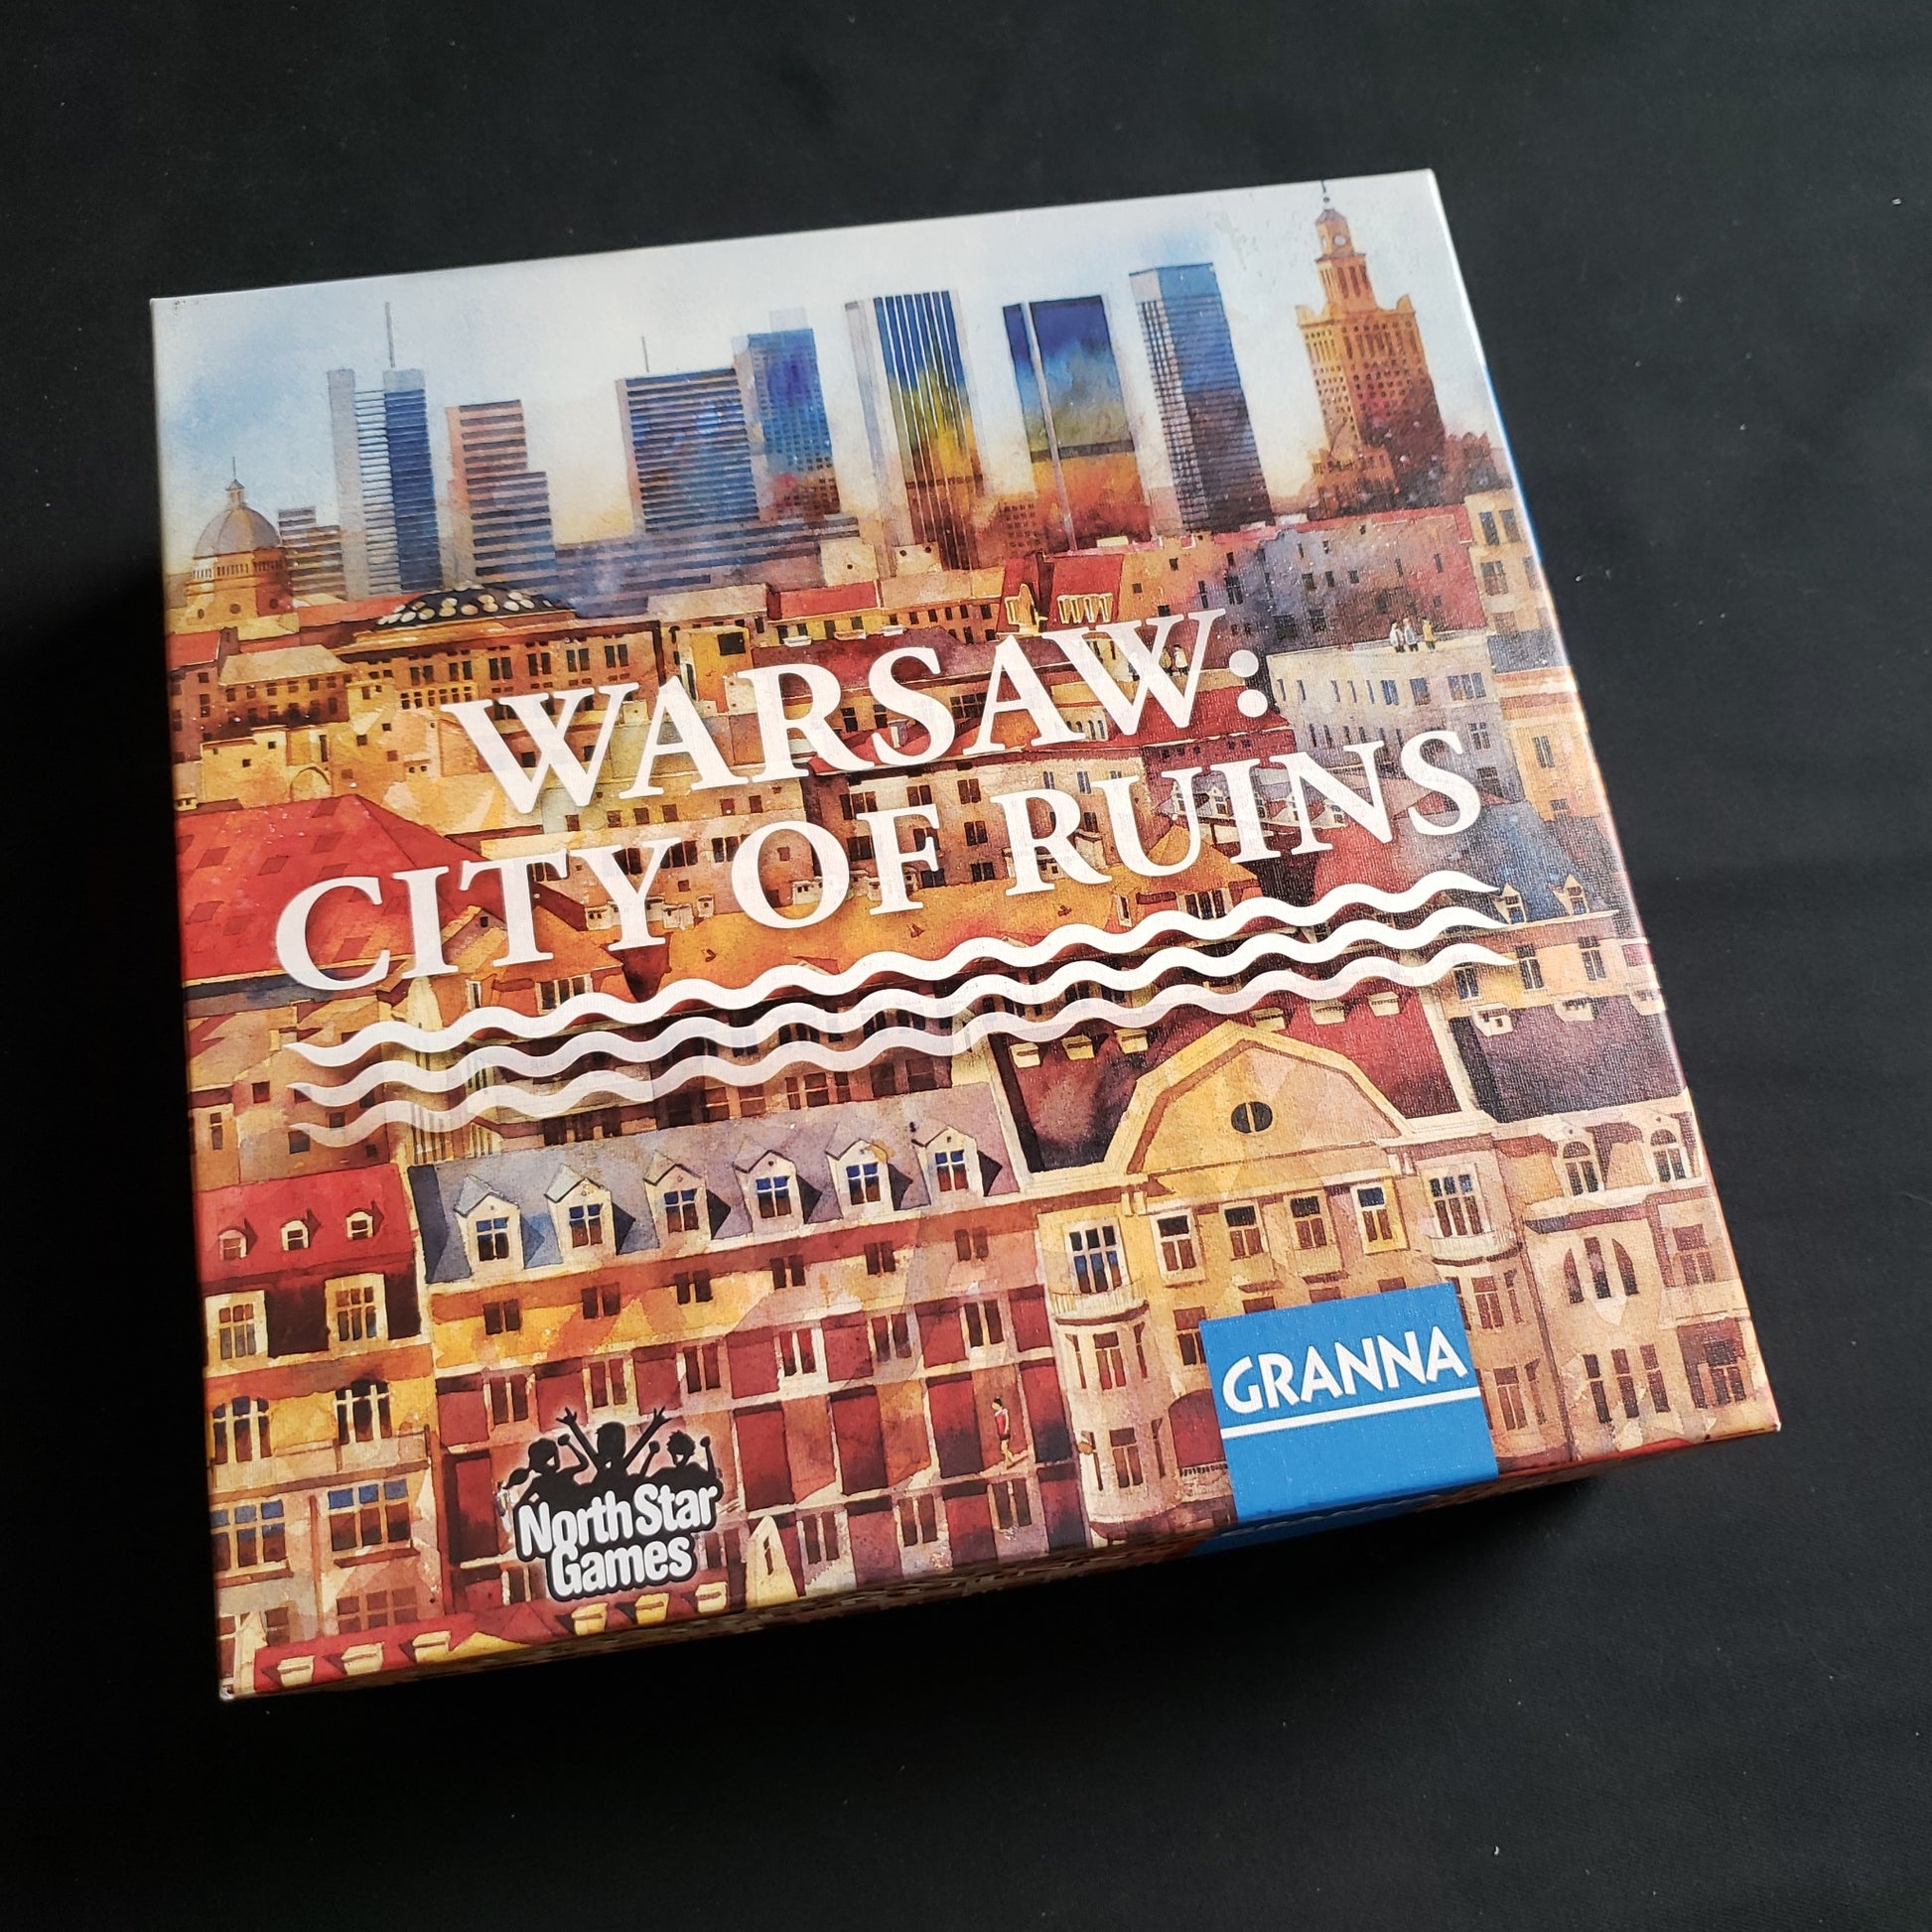 WARSAW:
CITY OF RUINS
North Star
Games
GRANNA